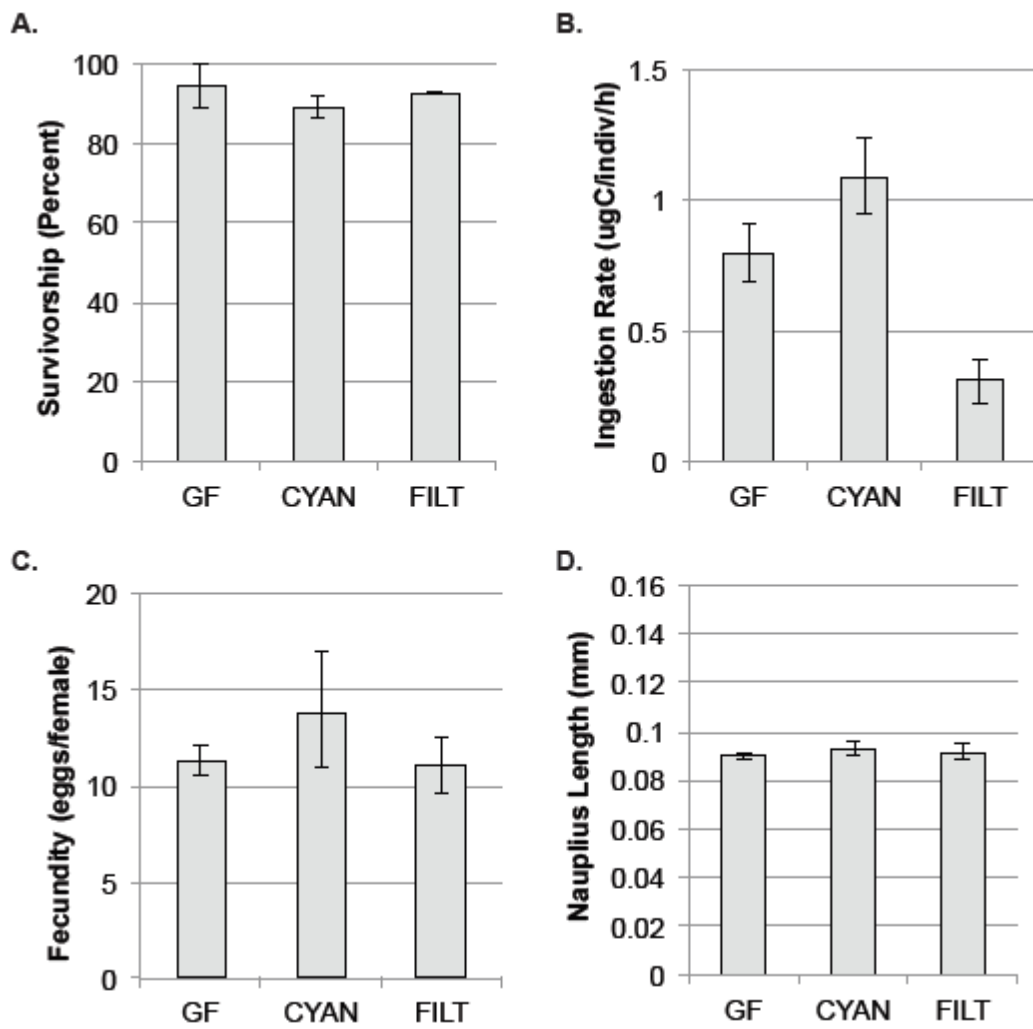 A.
Survivorship (Percent)
100
80
60
40
20
0
GF CYAN FILT
B.
Ingestion Rate (ugC/indiv/h)
1.5
1
0.5
0
GF CYAN FILT
C.
Fecundity (eggs/female)
20
15
10
5
0
GF CYAN FILT
D.
Nauplius Length (mm)
0.16
0.14
0.12
0.1
0.08
0.06
0.04
0.02
0
GF CYAN FILT